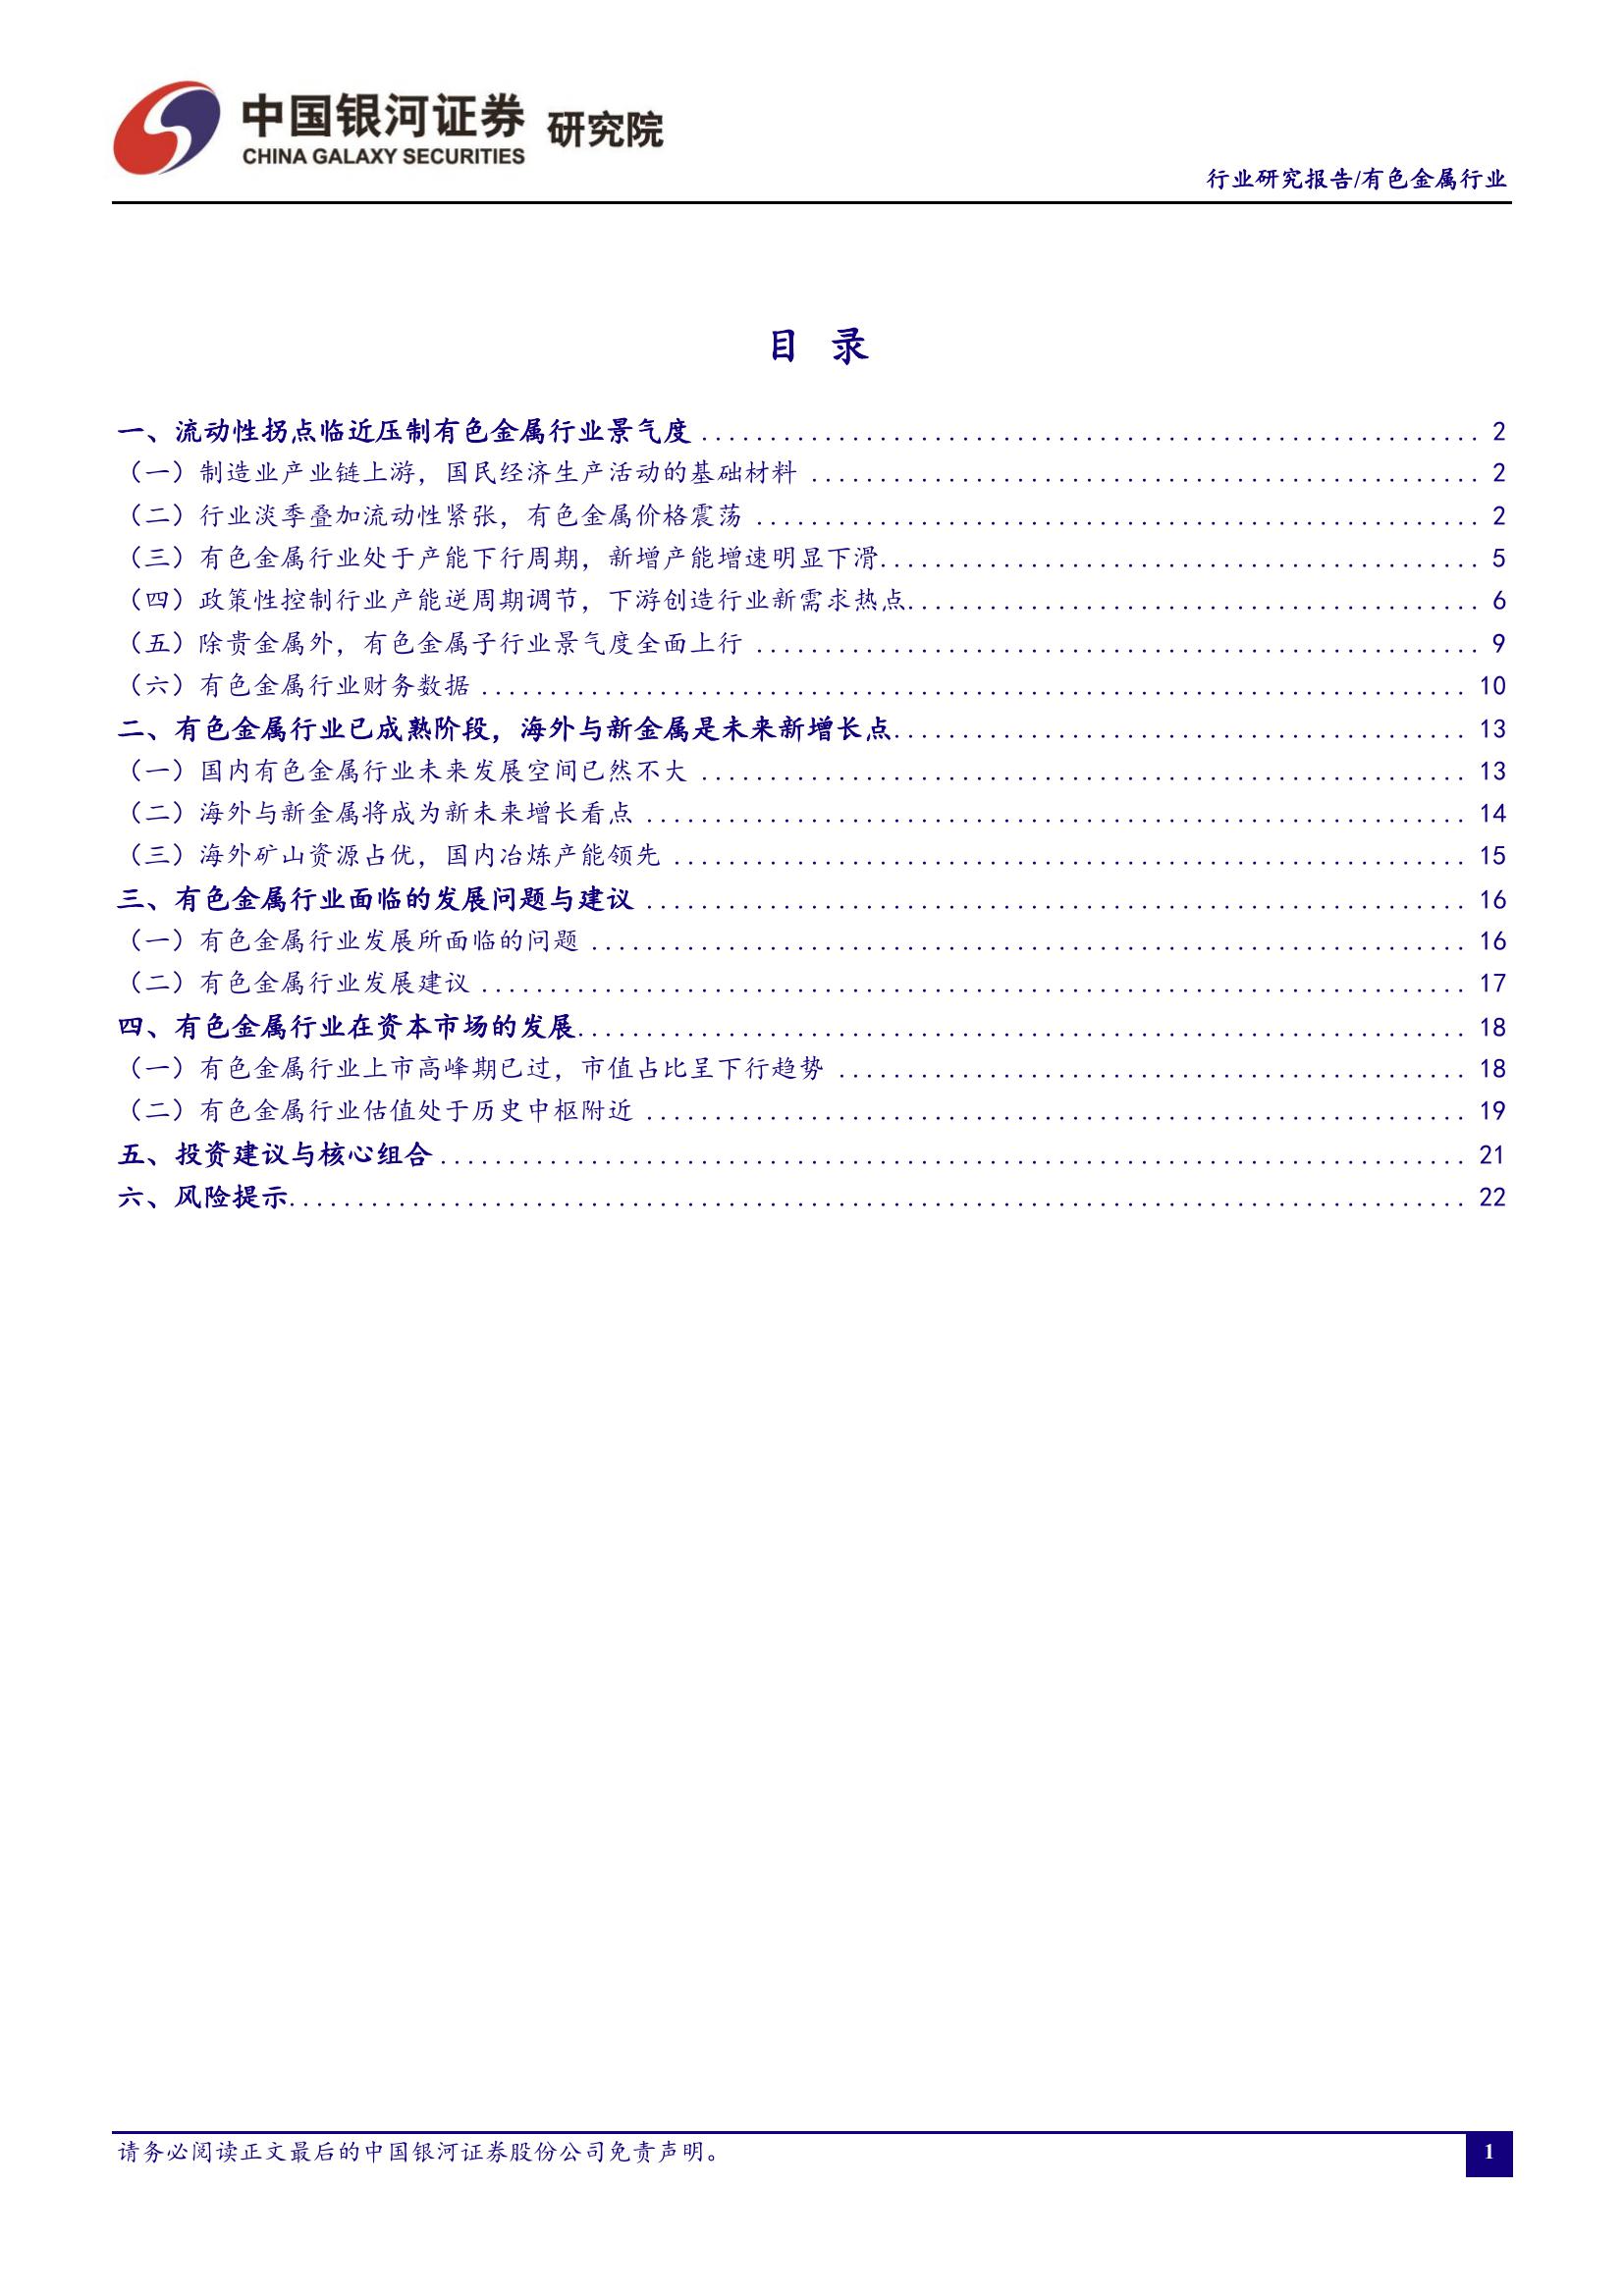 中国银河证券 研究院
CHINA GALAXY SECURITIES
行业研究报告/有色金属行业
目 录
一、流动性拐点临近压制有色金属行业景气度 2
（一）制造业产业链上游，国民经济生产活动的基础材料 2
（二）行业淡季叠加流动性紧张，有色金属价格震荡 2
（三）有色金属行业处于产能下行周期，新增产能增速明显下滑 5
（四）政策性控制行业产能逆周期调节，下游创造行业新需求热点 6
（五）除贵金属外，有色金属子行业景气度全面上行 9
（六）有色金属行业财务数据 10
二、有色金属行业已成熟阶段，海外与新金属是未来新增长点 13
（一）国内有色金属行业未来发展空间已然不大 13
（二）海外与新金属将成为新未来增长看点 14
（三）海外矿山资源占优，国内冶炼产能领先 15
三、有色金属行业面临的发展问题与建议 16
（一）有色金属行业发展所面临的问题 16
（二）有色金属行业发展建议 17
四、有色金属行业在资本市场的发展 18
（一）有色金属行业上市高峰期已过，市值占比呈下行趋势 18
（二）有色金属行业估值处于历史中枢附近 19
五、投资建议与核心组合 21
六、风险提示 22
请务必阅读正文最后的中国银河证券股份公司免责声明。
1